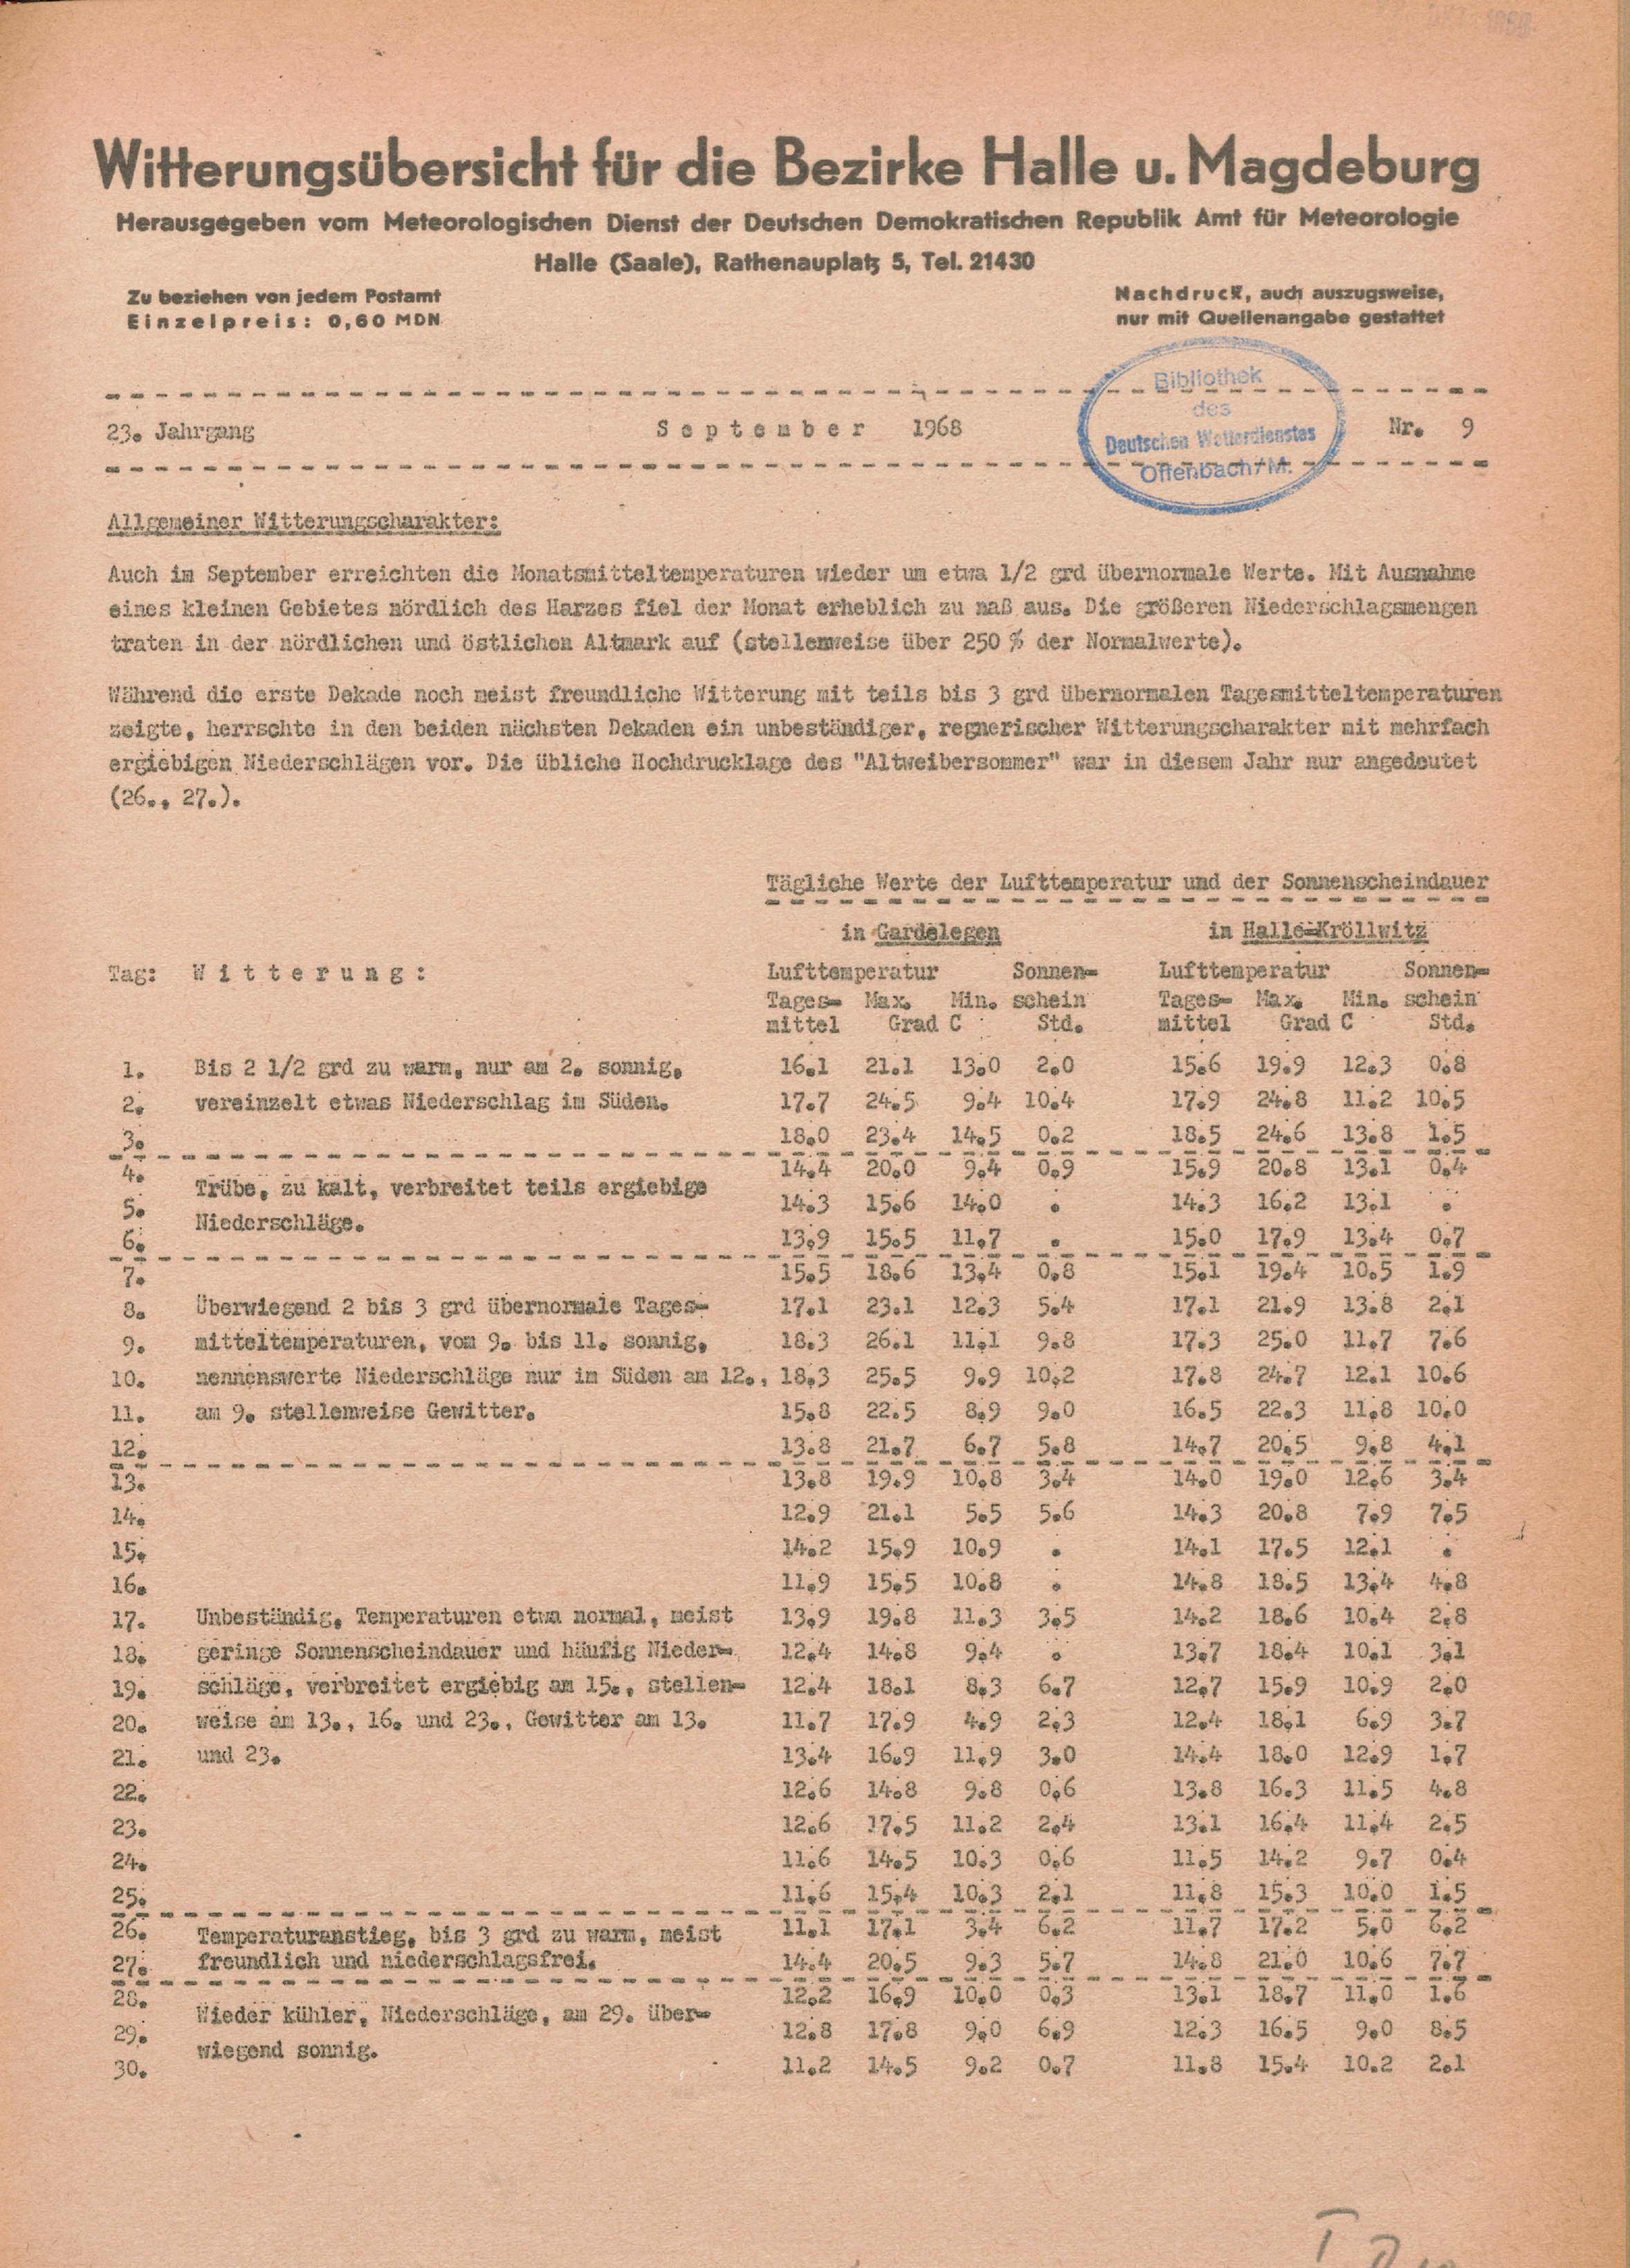 Witterungsübersicht für die Bezirke Halle u. Magdeburg
Herausgegeben vom Meteorologischen Dienst der Deutschen Demokratischen Republik Amt für Meteorologie
Halle (Saale), Rathenauplatz 5, Tel. 21430
Zu beziehen von jedem Postamt
Einzelpreis: 0,60 MDN
Nachdruck, auch auszugsweise,
nur mit Quellenangabe gestattet
23. Jahrgang September 1968 Nr. 9
Bibliothek
des
Deutschen Wetterdienstes
Offenbach/M.
Allgemeiner Witterungscharakter:
Auch im September erreichten die Monatsmitteltemperaturen wieder um etwa 1/2 grd übernormale Werte. Mit Ausnahme
eines kleinen Gebietes nördlich des Harzes fiel der Monat erheblich zu naß aus. Die größeren Niederschlagsmengen
traten in der nördlichen und östlichen Altmark auf (stellenweise über 250 % der Normalwerte).
Während die erste Dekade noch meist freundliche Witterung mit teils bis 3 grd übernormalen Tagesmitteltemperaturen
zeigte, herrschte in den beiden nächsten Dekaden ein unbeständiger, regnerischer Witterungscharakter mit mehrfach
ergiebigen Niederschlägen vor. Die übliche Hochdrucklage des "Altweibersommer" war in diesem Jahr nur angedeutet
(26., 27.).
Tägliche Werte der Lufttemperatur und der Sonnenscheindauer
in Gardelegen in Halle-Kröllwitz
Tag: Witterung: Lufttemperatur Sonnen- Lufttemperatur Sonnen-
Tages- Max. Min. schein Tages- Max. Min. schein
mittel Grad C Std. mittel Grad C Std.
1. Bis 2 1/2 grd zu warm, nur am 2. sonnig, 16.1 21.1 13.0 2.0 15.6 19.9 12.3 0.8
2. vereinzelt etwas Niederschlag im Süden. 17.7 24.5 9.4 10.4 17.9 24.8 11.2 10.5
3. 18.0 23.4 14.5 0.2 18.5 24.6 13.8 1.5
4. 14.4 20.0 9.4 0.9 15.9 20.8 13.1 0.4
Trübe, zu kalt, verbreitet teils ergiebige
5. 14.3 15.6 14.0 . 14.3 16.2 13.1 .
Niederschläge.
6. 13.9 15.5 11.7 . 15.0 17.9 13.4 0.7
7. 15.5 18.6 13.4 0.8 15.1 19.4 10.5 1.9
8. Überwiegend 2 bis 3 grd übernormale Tages- 17.1 23.1 12.3 5.4 17.1 21.9 13.8 2.1
9. mitteltemperaturen, vom 9. bis 11. sonnig, 18.3 26.1 11.1 9.8 17.3 25.0 11.7 7.6
10. nennenswerte Niederschläge nur im Süden am 12., 18.3 25.5 9.9 10.2 17.8 24.7 12.1 10.6
11. am 9. stellenweise Gewitter. 15.8 22.5 8.9 9.0 16.5 22.3 11.8 10.0
12. 13.8 21.7 6.7 5.8 14.7 20.5 9.8 4.1
13. 13.8 19.9 10.8 3.4 14.0 19.0 12.6 3.4
14. 12.9 21.1 5.5 5.6 14.3 20.8 7.9 7.5
15. 14.2 15.9 10.9 . 14.1 17.5 12.1 .
16. 11.9 15.5 10.8 . 14.8 18.5 13.4 4.8
17. Unbeständig, Temperaturen etwa normal, meist 13.9 19.8 11.3 3.5 14.2 18.6 10.4 2.8
18. geringe Sonnenscheindauer und häufig Nieder- 12.4 14.8 9.4 . 13.7 18.4 10.1 3.1
19. schläge, verbreitet ergiebig am 15., stellen- 12.4 18.1 8.3 6.7 12.7 15.9 10.9 2.0
20. weise am 13., 16. und 23., Gewitter am 13. 11.7 17.9 4.9 2.3 12.4 18.1 6.9 3.7
21. und 23. 13.4 16.9 11.9 3.0 14.4 18.0 12.9 1.7
22. 12.6 14.8 9.8 0.6 13.8 16.3 11.5 4.8
23. 12.6 17.5 11.2 2.4 13.1 16.4 11.4 2.5
24. 11.6 14.5 10.3 0.6 11.5 14.2 9.7 0.4
25. 11.6 15.4 10.3 2.1 11.8 15.3 10.0 1.5
26. Temperaturanstieg, bis 3 grd zu warm, meist 11.1 17.1 3.4 6.2 11.7 17.2 5.0 6.2
27. freundlich und niederschlagsfrei. 14.4 20.5 9.3 5.7 14.8 21.0 10.6 7.7
28. 12.2 16.9 10.0 0.3 13.1 18.7 11.0 1.6
Wieder kühler, Niederschläge, am 29. über-
29. 12.8 17.8 9.0 6.9 12.3 16.5 9.0 8.5
wiegend sonnig.
30. 11.2 14.5 9.2 0.7 11.8 15.4 10.2 2.1